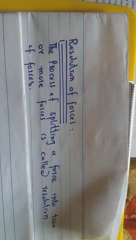 Resolution of forces:
The Process of splitting a force into two
or more forces is called resolution
of forces.